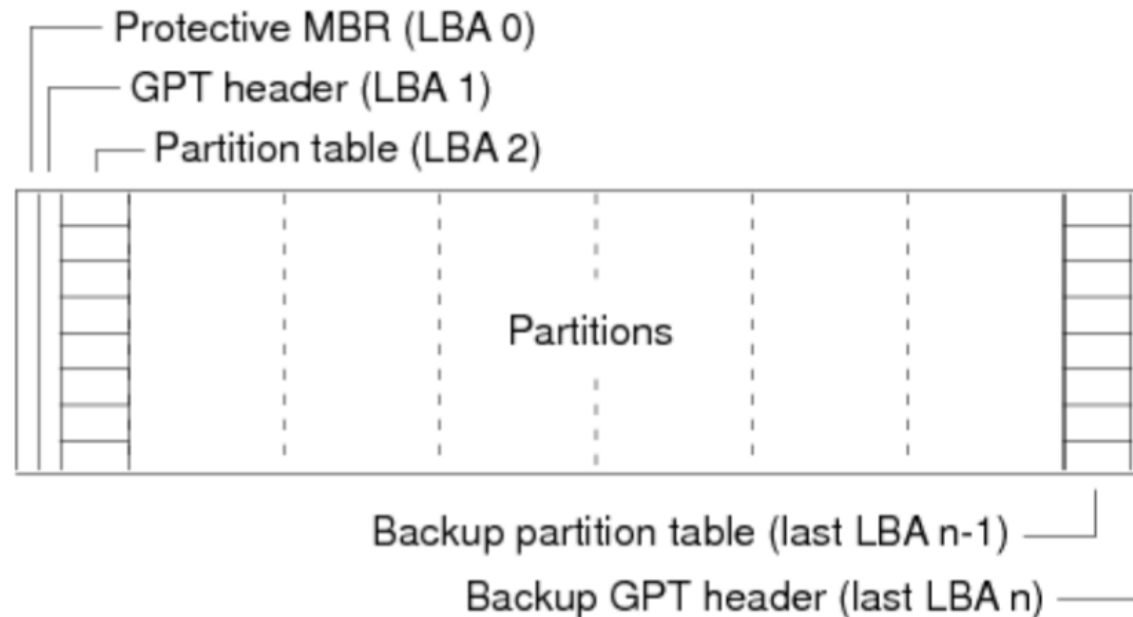 Protective MBR (LBA 0)
GPT header (LBA 1)
Partition table (LBA 2)
Partitions
Backup partition table (last LBA n-1)
Backup GPT header (last LBA n)